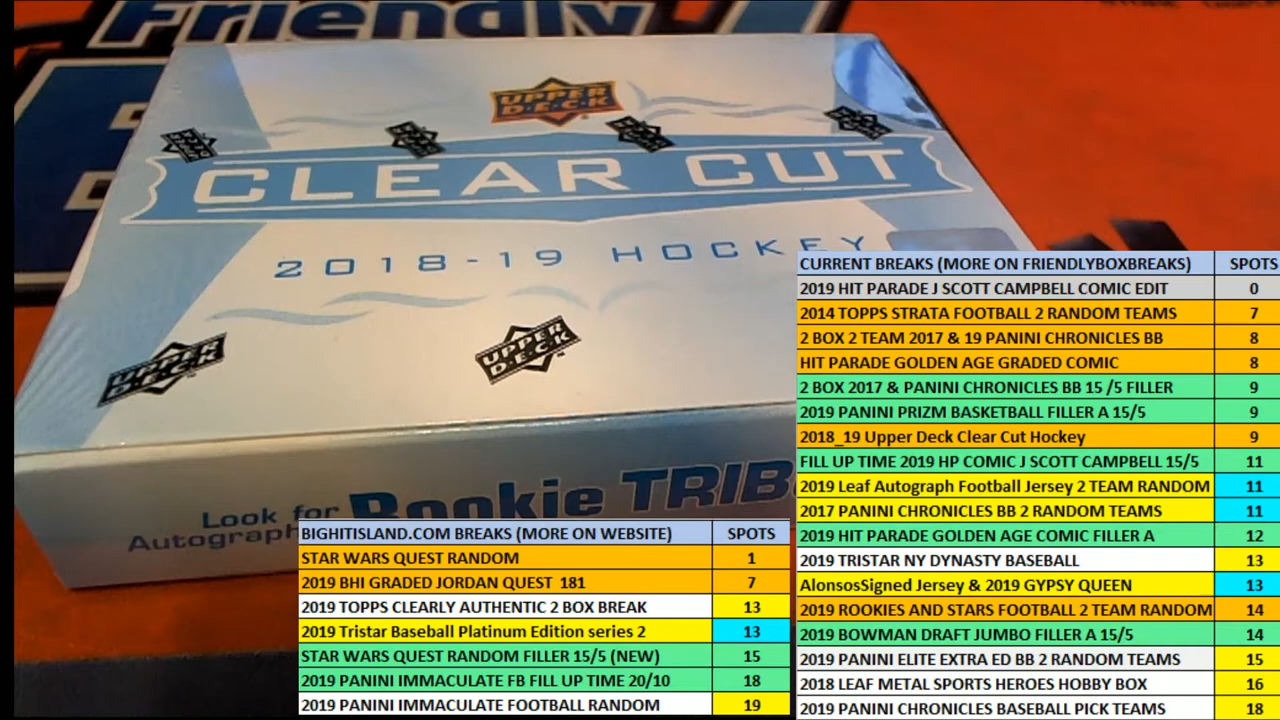 Friendly
UPPER
D·E·C·K
CLEAR CUT
2018-19 HOCKEY
UPPER
DECK
UPPER
DECK
Look for Rookie TRIB
Autograph
CURRENT BREAKS (MORE ON FRIENDLYBOXBREAKS) SPOTS
2019 HIT PARADE J SCOTT CAMPBELL COMIC EDIT 0
2014 TOPPS STRATA FOOTBALL 2 RANDOM TEAMS 7
2 BOX 2 TEAM 2017 & 19 PANINI CHRONICLES BB 8
HIT PARADE GOLDEN AGE GRADED COMIC 8
2 BOX 2017 & PANINI CHRONICLES BB 15 /5 FILLER 9
2019 PANINI PRIZM BASKETBALL FILLER A 15/5 9
2018_19 Upper Deck Clear Cut Hockey 9
FILL UP TIME 2019 HP COMIC J SCOTT CAMPBELL 15/5 11
2019 Leaf Autograph Football Jersey 2 TEAM RANDOM 11
2017 PANINI CHRONICLES BB 2 RANDOM TEAMS 11
2019 HIT PARADE GOLDEN AGE COMIC FILLER A 12
2019 TRISTAR NY DYNASTY BASEBALL 13
AlonsosSigned Jersey & 2019 GYPSY QUEEN 13
2019 ROOKIES AND STARS FOOTBALL 2 TEAM RANDOM 14
2019 BOWMAN DRAFT JUMBO FILLER A 15/5 14
2019 PANINI ELITE EXTRA ED BB 2 RANDOM TEAMS 15
2018 LEAF METAL SPORTS HEROES HOBBY BOX 16
2019 PANINI CHRONICLES BASEBALL PICK TEAMS 18
BIGHITISLAND.COM BREAKS (MORE ON WEBSITE) SPOTS
STAR WARS QUEST RANDOM 1
2019 BHI GRADED JORDAN QUEST 181 7
2019 TOPPS CLEARLY AUTHENTIC 2 BOX BREAK 13
2019 Tristar Baseball Platinum Edition series 2 13
STAR WARS QUEST RANDOM FILLER 15/5 (NEW) 15
2019 PANINI IMMACULATE FB FILL UP TIME 20/10 18
2019 PANINI IMMACULATE FOOTBALL RANDOM 19